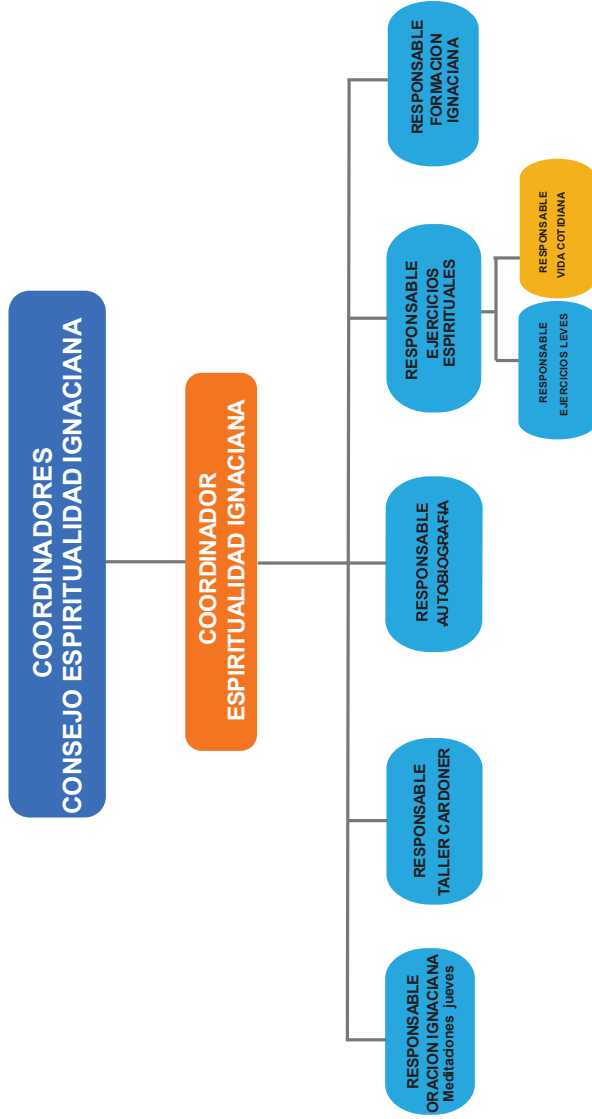 COORDINADORES
CONSEJO ESPIRITUALIDAD IGNACIANA
COORDINADOR
ESPIRITUALIDAD IGNACIANA
RESPONSABLE
ORACION IGNACIANA
Meditaciones jueves
RESPONSABLE
TALLER CARDONER
RESPONSABLE
AUTOBIOGRAFIA
RESPONSABLE
EJERCICIOS
ESPIRITUALES
RESPONSABLE
FORMACION
IGNACIANA
RESPONSABLE
EJERCICIOS LEVES
RESPONSABLE
VIDA COTIDIANA